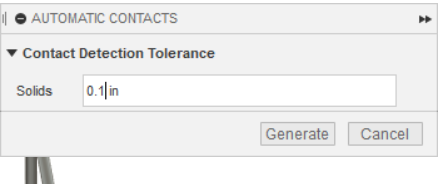 AUTOMATIC CONTACTS
Contact Detection Tolerance
Solids 0.1 in
Generate Cancel